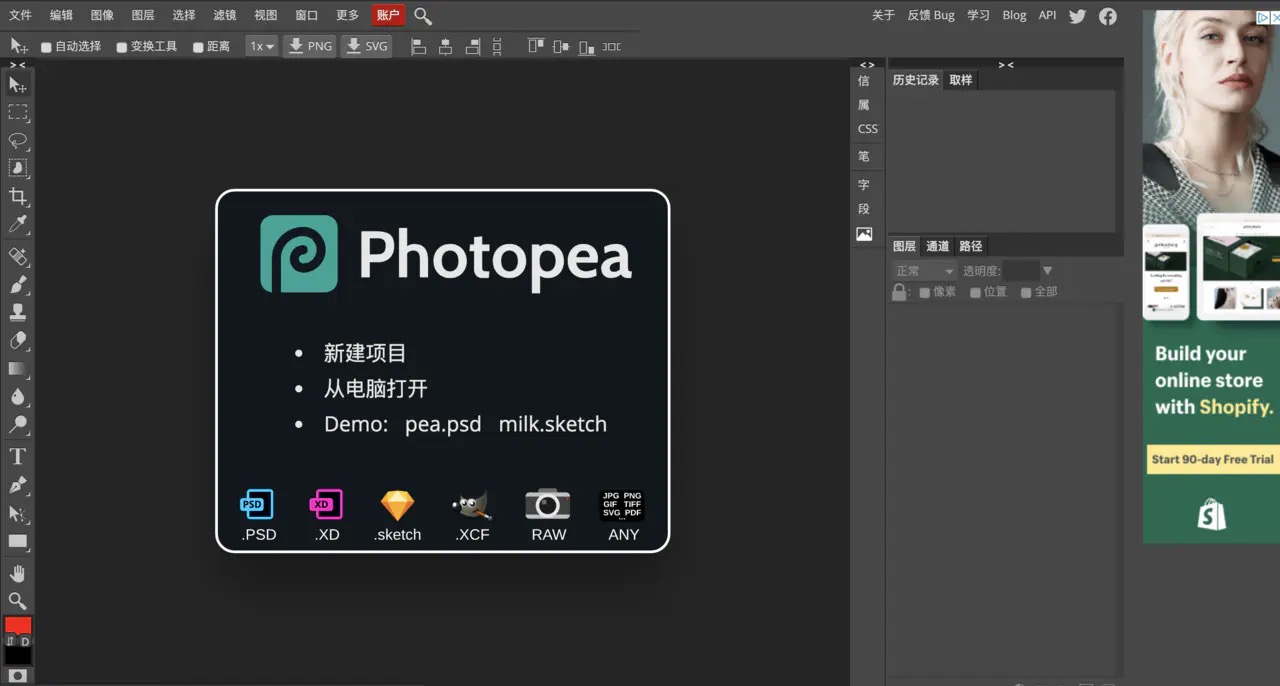 文件 编辑 图像 图层 选择 滤镜 视图 窗口 更多 账户 关于 反馈 Bug 学习 Blog API
自动选择 变换工具 距离 1x PNG SVG
> < < > > <
信
属
CSS
笔
字
段
历史记录 取样
图层 通道 路径
正常 透明度:
: 像素 位置 全部
D
Photopea
• 新建项目
• 从电脑打开
• Demo: pea.psd milk.sketch
PSD XD JPG PNG
GIF TIFF
SVG PDF
...
.PSD .XD .sketch .XCF RAW ANY
Build your
online store
with Shopify.
Start 90-day Free Trial